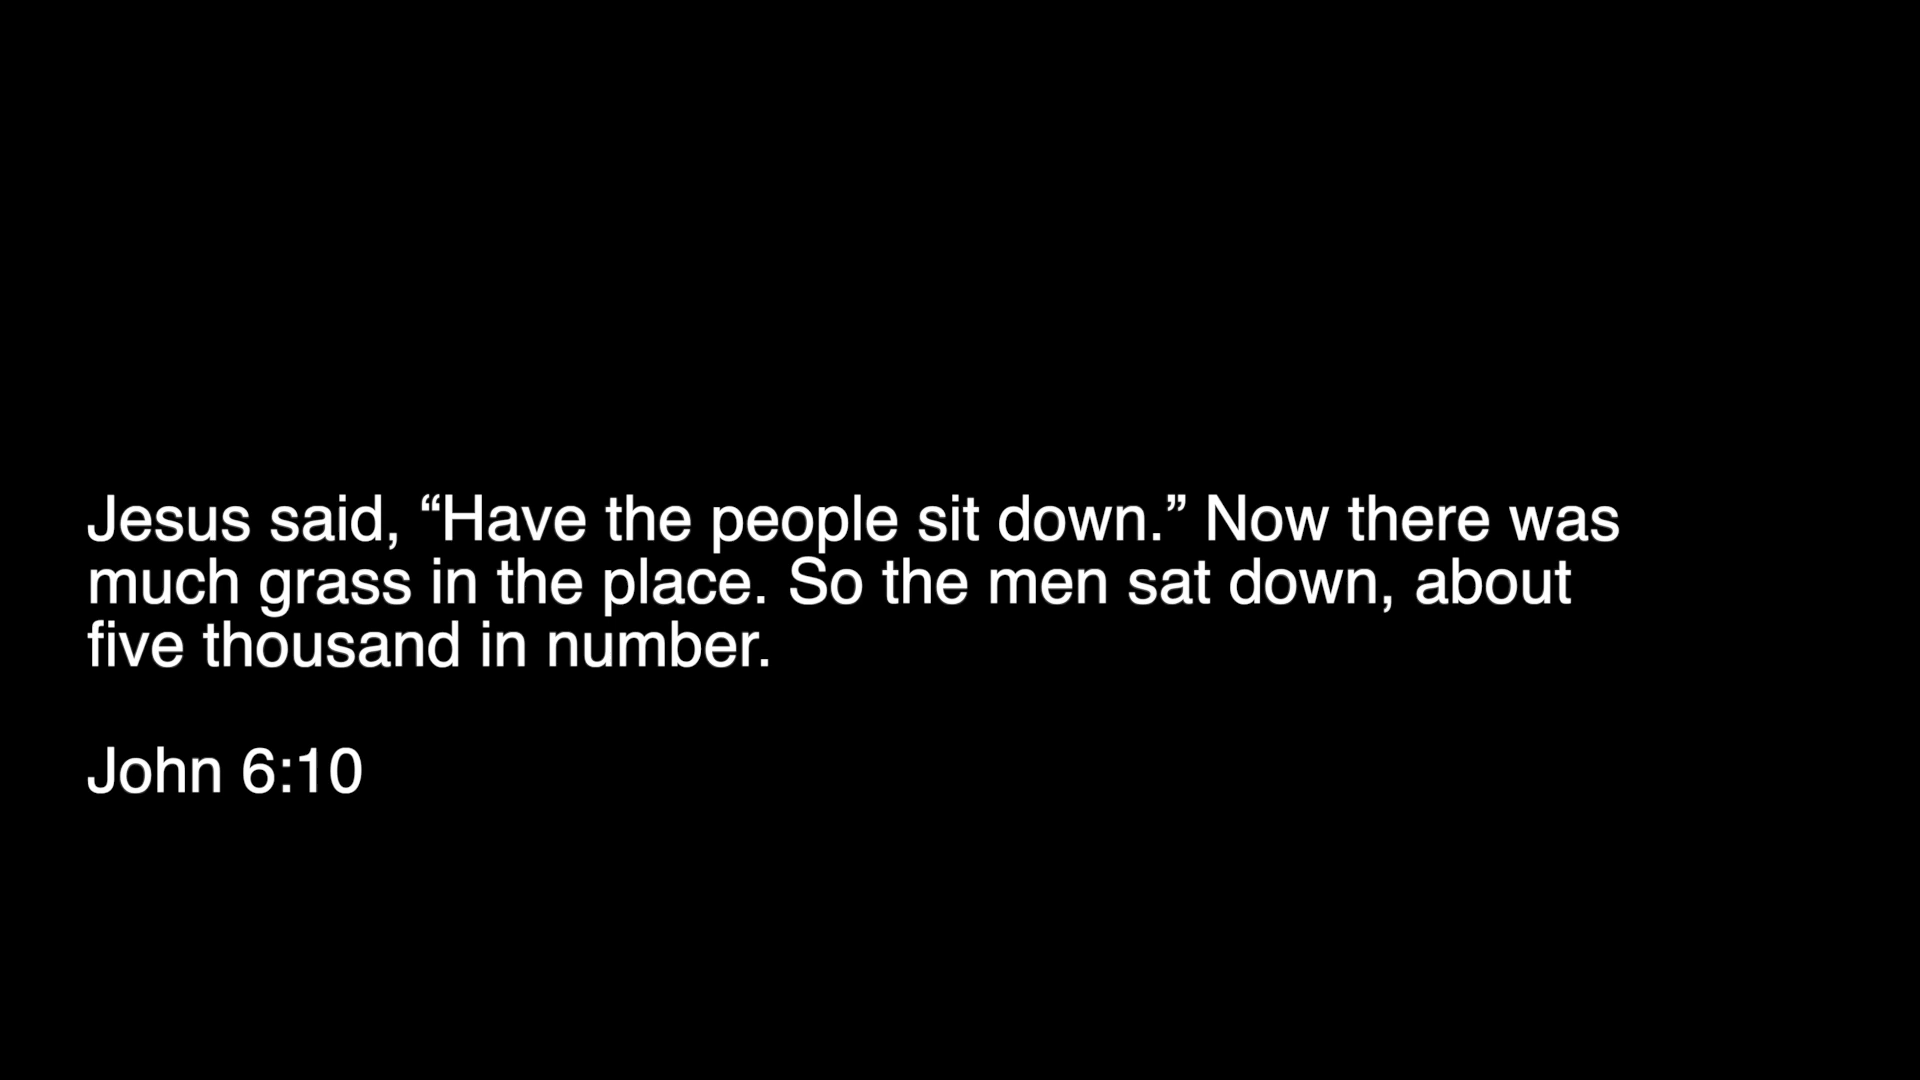 Jesus said, “Have the people sit down.” Now there was
much grass in the place. So the men sat down, about
five thousand in number.
John 6:10